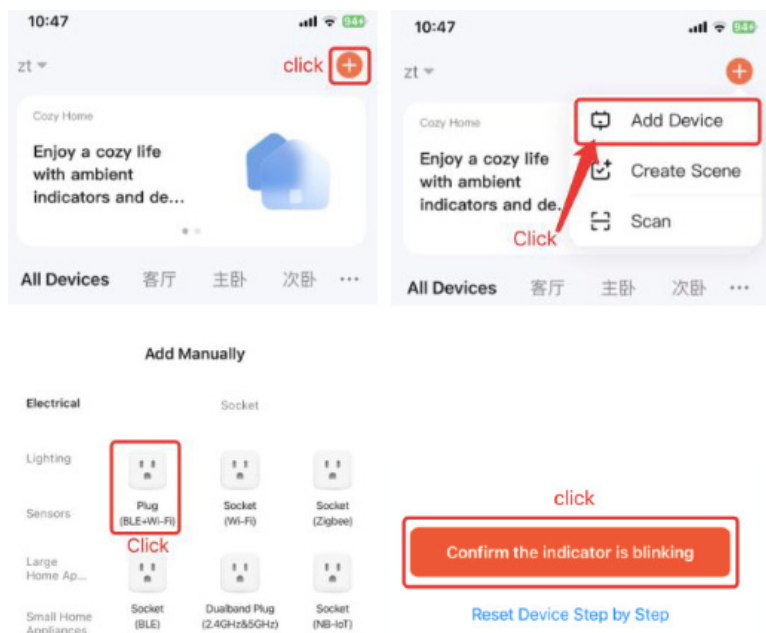 10:47
94+
zt
click
Cozy Home
Enjoy a cozy life
with ambient
indicators and de...
All Devices 客厅 主卧 次卧 ...
10:47
94+
zt
Cozy Home
Enjoy a cozy life
with ambient
indicators and de.
Add Device
Create Scene
Scan
Click
All Devices 客厅 主卧 次卧 ...
Add Manually
Electrical
Socket
Lighting
Sensors
Large
Home Ap...
Small Home
Appliances
Plug
(BLE+Wi-Fi)
Click
Socket
(Wi-Fi)
Socket
(Zigbee)
Socket
(BLE)
Dualband Plug
(2.4GHz&5GHz)
Socket
(NB-IoT)
click
Confirm the indicator is blinking
Reset Device Step by Step